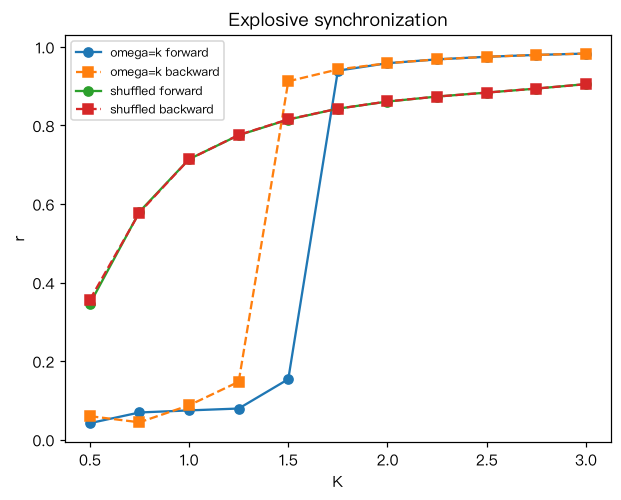 Explosive synchronization
omega=k forward
omega=k backward
shuffled forward
shuffled backward
1.0
0.8
0.6
0.4
0.2
0.0
r
0.5 1.0 1.5 2.0 2.5 3.0
K